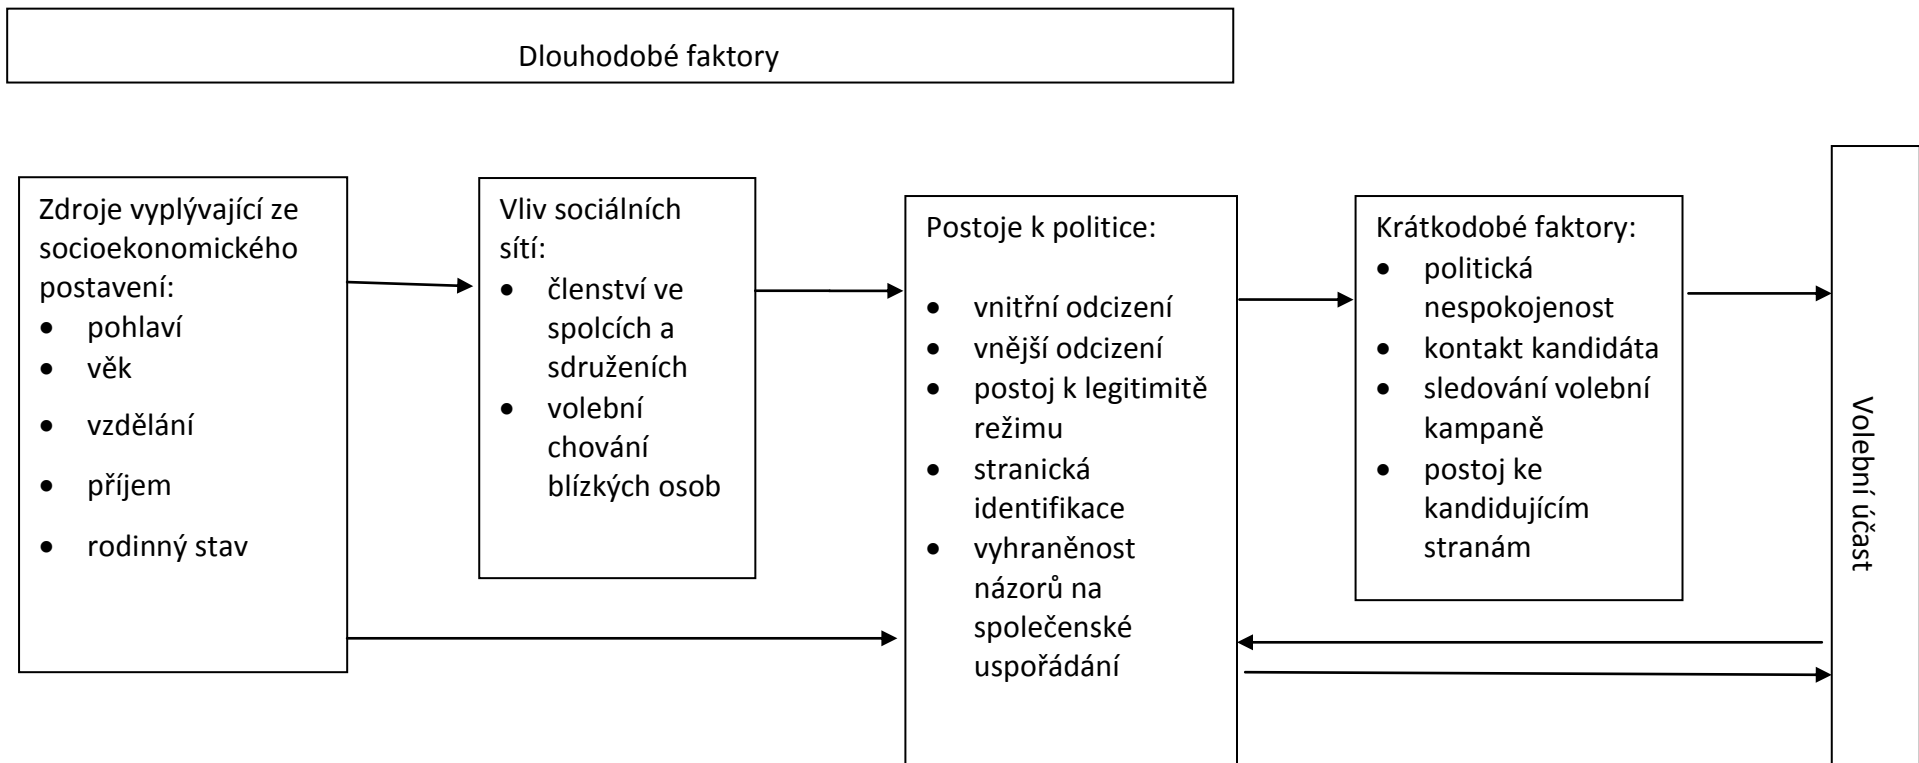 Dlouhodobé faktory
Zdroje vyplývající ze
socioekonomického
postavení:
• pohlaví
• věk
• vzdělání
• příjem
• rodinný stav
Vliv sociálních
sítí:
• členství ve
spolcích a
sdruženích
• volební
chování
blízkých osob
Postoje k politice:
• vnitřní odcizení
• vnější odcizení
• postoj k legitimitě
režimu
• stranická
identifikace
• vyhraněnost
názorů na
společenské
uspořádání
Krátkodobé faktory:
• politická
nespokojenost
• kontakt kandidáta
• sledování volební
kampaně
• postoj ke
kandidujícím
stranám
Volební účast